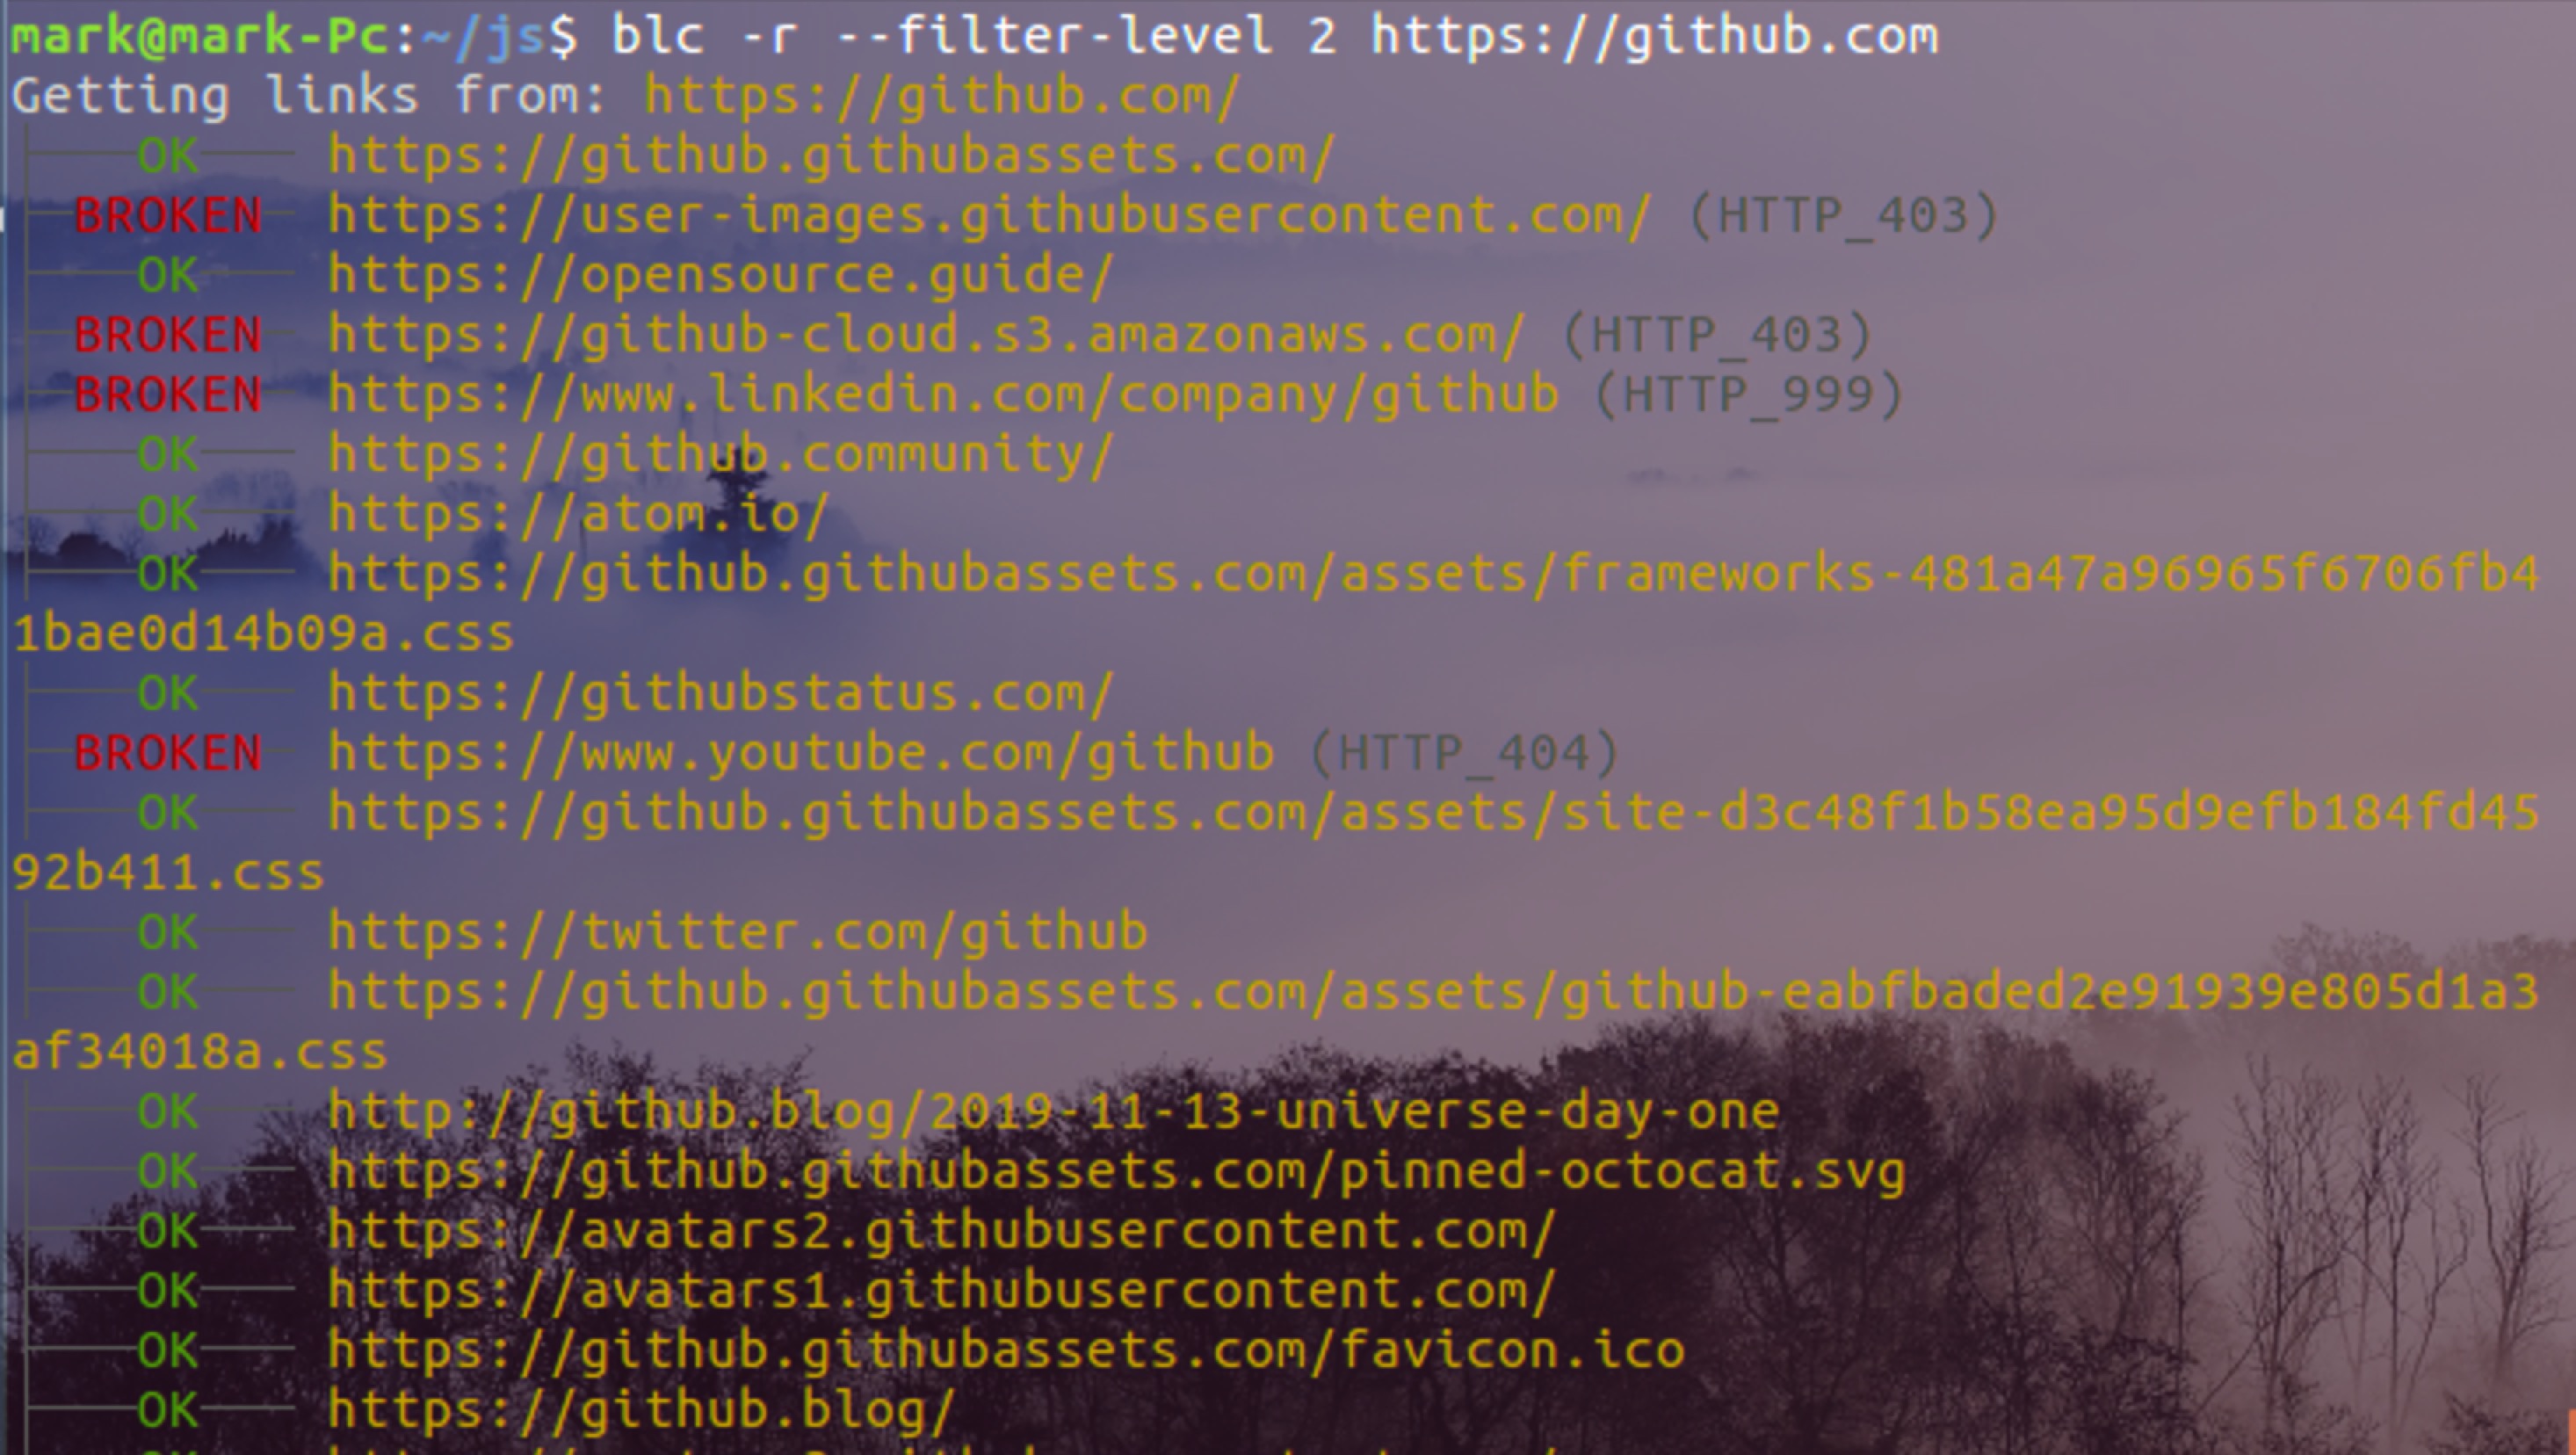 mark@mark-Pc:~/js$ blc -r --filter-level 2 https://github.com
Getting links from: https://github.com/
OK https://github.githubassets.com/
BROKEN https://user-images.githubusercontent.com/ (HTTP_403)
OK https://opensource.guide/
BROKEN https://github-cloud.s3.amazonaws.com/ (HTTP_403)
BROKEN https://www.linkedin.com/company/github (HTTP_999)
OK https://github.community/
OK https://atom.io/
OK https://github.githubassets.com/assets/frameworks-481a47a96965f6706fb4
1bae0d14b09a.css
OK https://githubstatus.com/
BROKEN https://www.youtube.com/github (HTTP_404)
OK https://github.githubassets.com/assets/site-d3c48f1b58ea95d9efb184fd45
92b411.css
OK https://twitter.com/github
OK https://github.githubassets.com/assets/github-eabfbaded2e91939e805d1a3
af34018a.css
OK http://github.blog/2019-11-13-universe-day-one
OK https://github.githubassets.com/pinned-octocat.svg
OK https://avatars2.githubusercontent.com/
OK https://avatars1.githubusercontent.com/
OK https://github.githubassets.com/favicon.ico
OK https://github.blog/